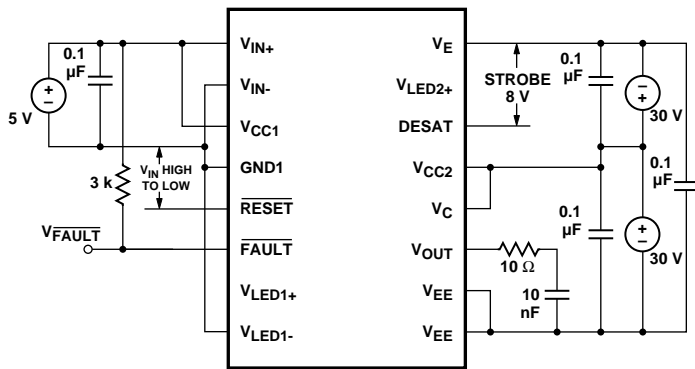 0.1
µF
5 V
+
−
3 k
V_IN HIGH
TO LOW
V_FAULT̅
V_IN+
V_IN-
V_CC1
GND1
R̅E̅S̅E̅T̅
F̅A̅U̅L̅T̅
V_LED1+
V_LED1-
V_E
V_LED2+
DESAT
V_CC2
V_C
V_OUT
V_EE
V_EE
STROBE
8 V
0.1
µF
+
−
30 V
0.1
µF
0.1
µF
+
−
30 V
10 Ω
10
nF